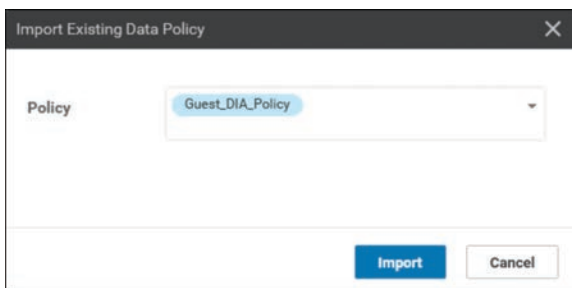 Import Existing Data Policy
Policy
Guest_DIA_Policy
Import
Cancel